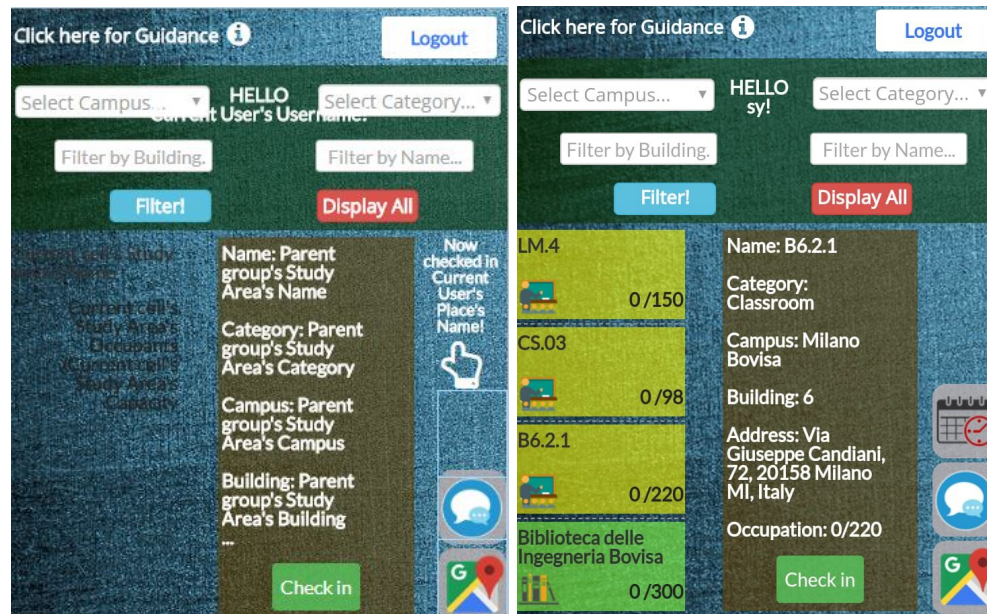 Click here for Guidance i
Logout
Select Campus...
HELLO
Current User's Username!
Select Category...
Filter by Building.
Filter by Name...
Filter!
Display All
Current cell's
Study Area's
Occupants
/Current cell's
Study Area's
Capacity
Name: Parent
group's Study
Area's Name
Category: Parent
group's Study
Area's Category
Campus: Parent
group's Study
Area's Campus
Building: Parent
group's Study
Area's Building
...
Check in
Now
checked in
Current
User's
Place's
Name!
G
Click here for Guidance i
Logout
Select Campus...
HELLO
sy!
Select Category...
Filter by Building.
Filter by Name...
Filter!
Display All
LM.4
0 /150
CS.03
0 /98
B6.2.1
0 /220
Biblioteca delle
Ingegneria Bovisa
0 /300
Name: B6.2.1
Category:
Classroom
Campus: Milano
Bovisa
Building: 6
Address: Via
Giuseppe Candiani,
72, 20158 Milano
MI, Italy
Occupation: 0/220
Check in
G